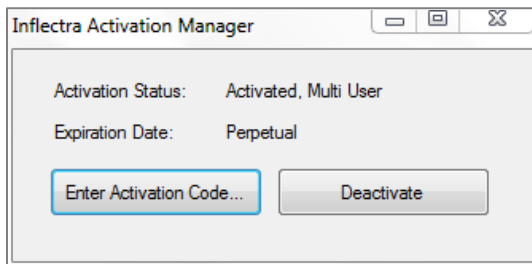 Inflectra Activation Manager
Activation Status: Activated, Multi User
Expiration Date: Perpetual
Enter Activation Code... Deactivate